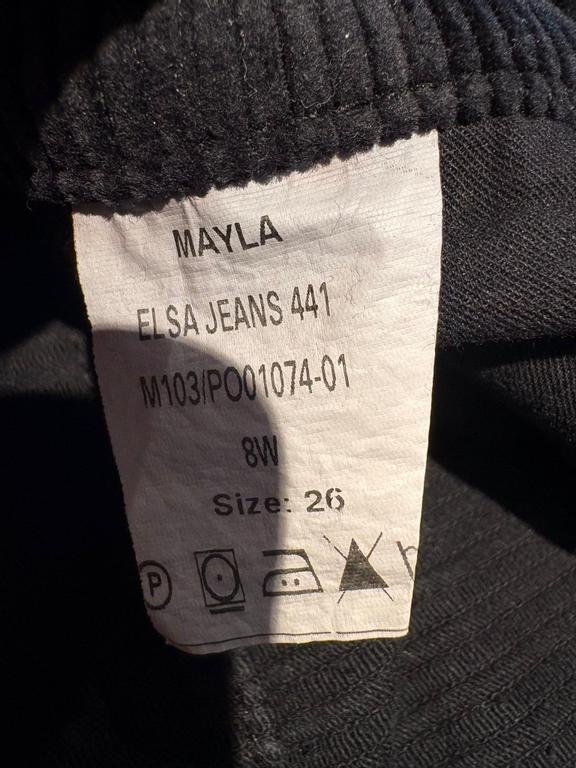 MAYLA
ELSA JEANS 441
M103/PO01074-01
8W
Size: 26
P